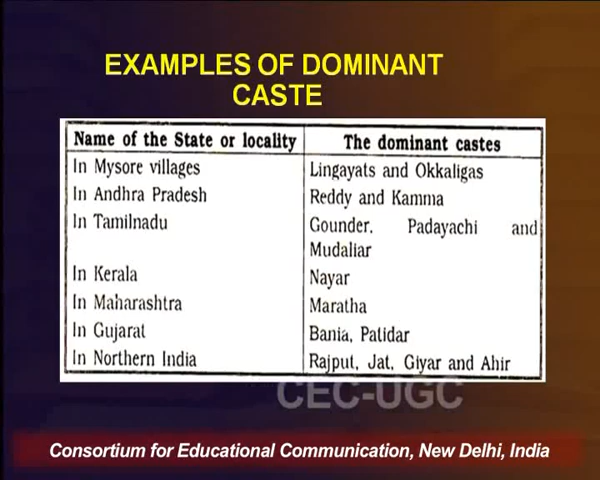 EXAMPLES OF DOMINANT
CASTE
Name of the State or locality The dominant castes
In Mysore villages Lingayats and Okkaligas
In Andhra Pradesh Reddy and Kamma
In Tamilnadu Gounder. Padayachi and
Mudaliar
In Kerala Nayar
In Maharashtra Maratha
In Gujarat Bania, Patidar
In Northern India Rajput, Jat, Giyar and Ahir
CEC-UGC
Consortium for Educational Communication, New Delhi, India